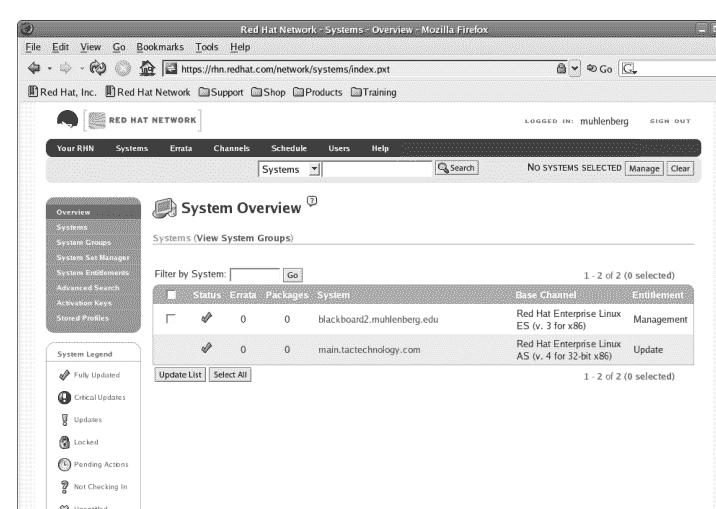 Red Hat Network - Systems - Overview - Mozilla Firefox
File Edit View Go Bookmarks Tools Help
https://rhn.redhat.com/network/systems/index.pxt Go G
Red Hat, Inc. Red Hat Network Support Shop Products Training
RED HAT NETWORK LOGGED IN: muhlenberg SIGN OUT
Your RHN Systems Errata Channels Schedule Users Help
Systems Search NO SYSTEMS SELECTED Manage Clear
Overview
Systems
System Groups
System Set Manager
System Entitlements
Advanced Search
Activation Keys
Stored Profiles
System Legend
Fully Updated
Critical Updates
Updates
Locked
Pending Actions
Not Checking In
Unentitled
System Overview ?
Systems (View System Groups)
Filter by System: Go 1 - 2 of 2 (0 selected)
Status Errata Packages System Base Channel Entitlement
0 0 blackboard2.muhlenberg.edu Red Hat Enterprise Linux ES (v. 3 for x86) Management
0 0 main.tactechnology.com Red Hat Enterprise Linux AS (v. 4 for 32-bit x86) Update
Update List Select All 1 - 2 of 2 (0 selected)